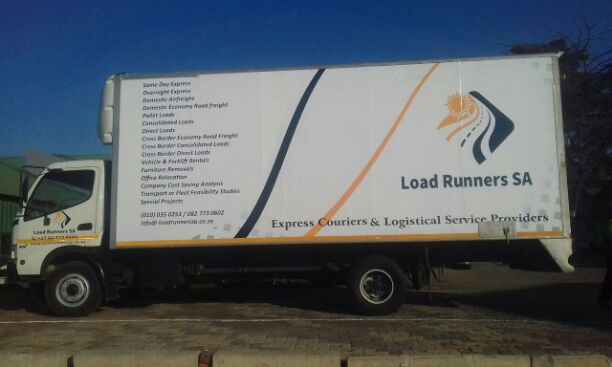 Same Day Express
Overnight Express
Domestic Airfreight
Domestic Economy Road freight
Pallet Loads
Consolidated Loads
Direct Loads
Cross Border Economy Road Freight
Cross Border Consolidated Loads
Cross Border Direct Loads
Vehicle & Forklift Rentals
Furniture Removals
Office Relocation
Company Cost Saving Analysis
Transport or Fleet Feasibility Studies
Special Projects
(010) 035 0253 / 082 773 0602
info@ loadrunnersid.co.za
Load Runners SA
Express Couriers & Logistical Service Providers
Load Runners SA